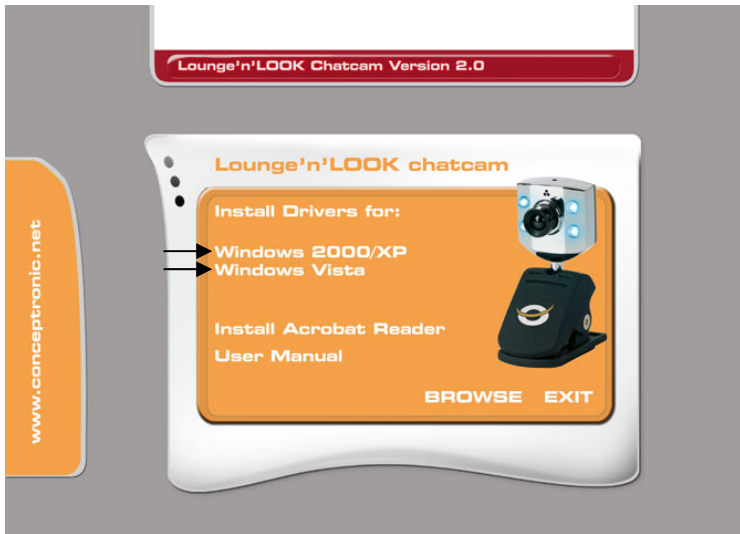 Lounge'n'LOOK Chatcam Version 2.0
Lounge'n'LOOK chatcam
Install Drivers for:
Windows 2000/XP
Windows Vista
Install Acrobat Reader
User Manual
BROWSE EXIT
www.conceptronic.net